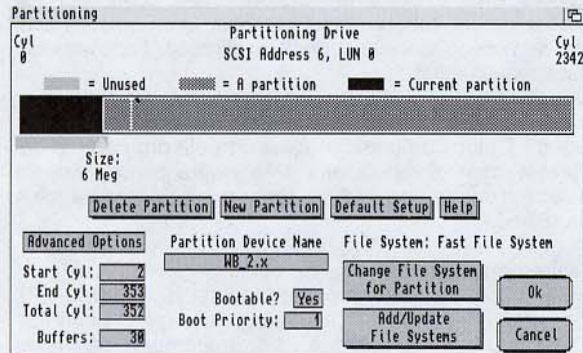 Partitioning
Partitioning Drive
SCSI Address 6, LUN 0
Cyl
0
Cyl
2342
= Unused
= A partition
= Current partition
Size:
6 Meg
Delete Partition
New Partition
Default Setup
Help
Advanced Options
Start Cyl: 2
End Cyl: 353
Total Cyl: 352
Buffers: 30
Partition Device Name
WB_2.x
Bootable? Yes
Boot Priority: 1
File System: Fast File System
Change File System
for Partition
Add/Update
File Systems
Ok
Cancel